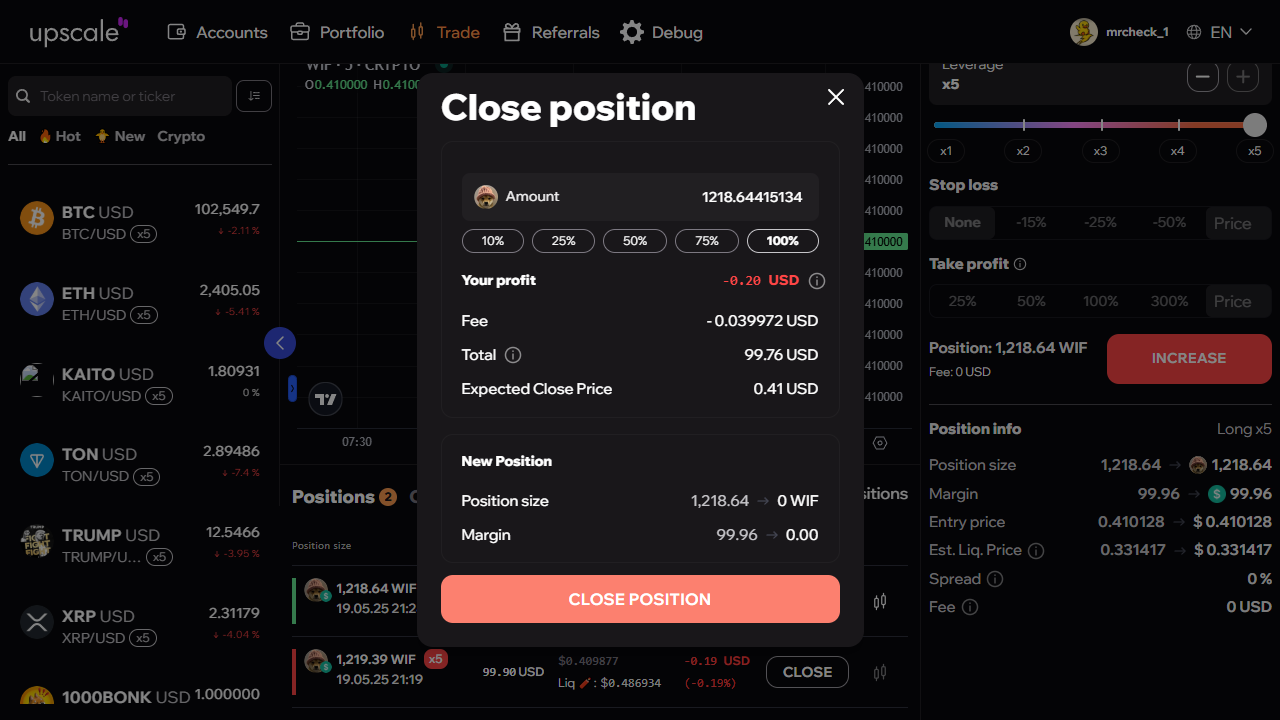 upscale
Accounts
Portfolio
Trade
Referrals
Debug
mrcheck_1
EN
Token name or ticker
All
Hot
New
Crypto
BTC USD
102,549.7
BTC/USD x5
↓ -2.11 %
ETH USD
2,405.05
ETH/USD x5
↓ -5.41 %
KAITO USD
1.80931
KAITO/USD x5
0 %
TON USD
2.89486
TON/USD x5
↓ -7.4 %
TRUMP USD
12.5466
TRUMP/U... x5
↓ -3.95 %
XRP USD
2.31179
XRP/USD x5
↓ -4.04 %
1000BONK USD
1.000000
WIF · 5 · CRYPTO
O0.410000 H0.4100
07:30
Positions 2
Position size
1,218.64 WIF
19.05.25 21:2
1,219.39 WIF x5
19.05.25 21:19
99.90 USD
$0.409877
Liq : $0.486934
-0.19 USD
(-0.19%)
CLOSE
Close position
Amount
1218.64415134
10%
25%
50%
75%
100%
Your profit
-0.20 USD
Fee
-0.039972 USD
Total
99.76 USD
Expected Close Price
0.41 USD
New Position
Position size
1,218.64 → 0 WIF
Margin
99.96 → 0.00
CLOSE POSITION
410000
410000
410000
410000
410000
410000
410000
410000
410000
410000
410000
sitions
Leverage
x5
x1
x2
x3
x4
x5
Stop loss
None
-15%
-25%
-50%
Price
Take profit
25%
50%
100%
300%
Price
Position: 1,218.64 WIF
Fee: 0 USD
INCREASE
Position info
Long x5
Position size
1,218.64 → 1,218.64
Margin
99.96 → 99.96
Entry price
0.410128 → $ 0.410128
Est. Liq. Price
0.331417 → $ 0.331417
Spread
0 %
Fee
0 USD